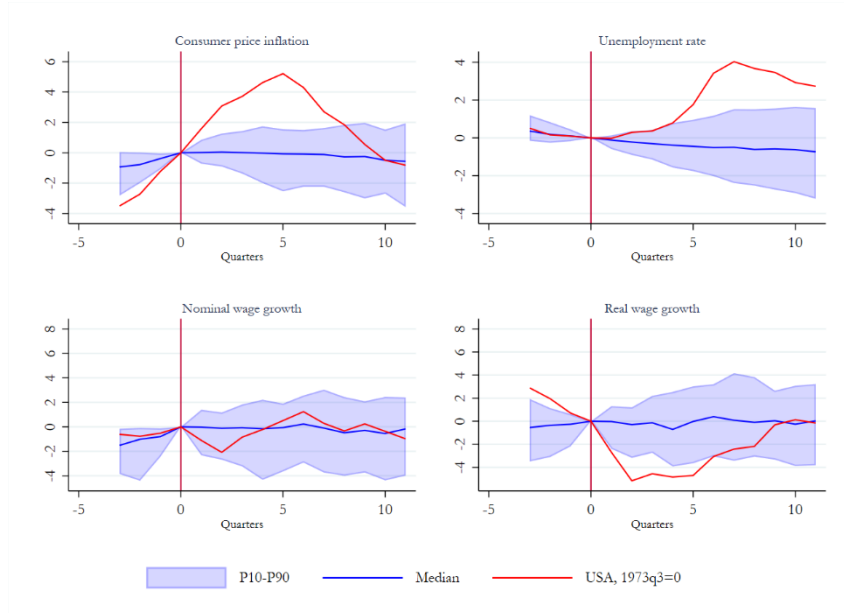 Consumer price inflation
6
4
2
0
-2
-4
-5 0 5 10
Quarters
Unemployment rate
4
2
0
-2
-4
-5 0 5 10
Quarters
Nominal wage growth
8
6
4
2
0
-2
-4
-5 0 5 10
Quarters
Real wage growth
8
6
4
2
0
-2
-4
-5 0 5 10
Quarters
P10-P90 Median USA, 1973q3=0